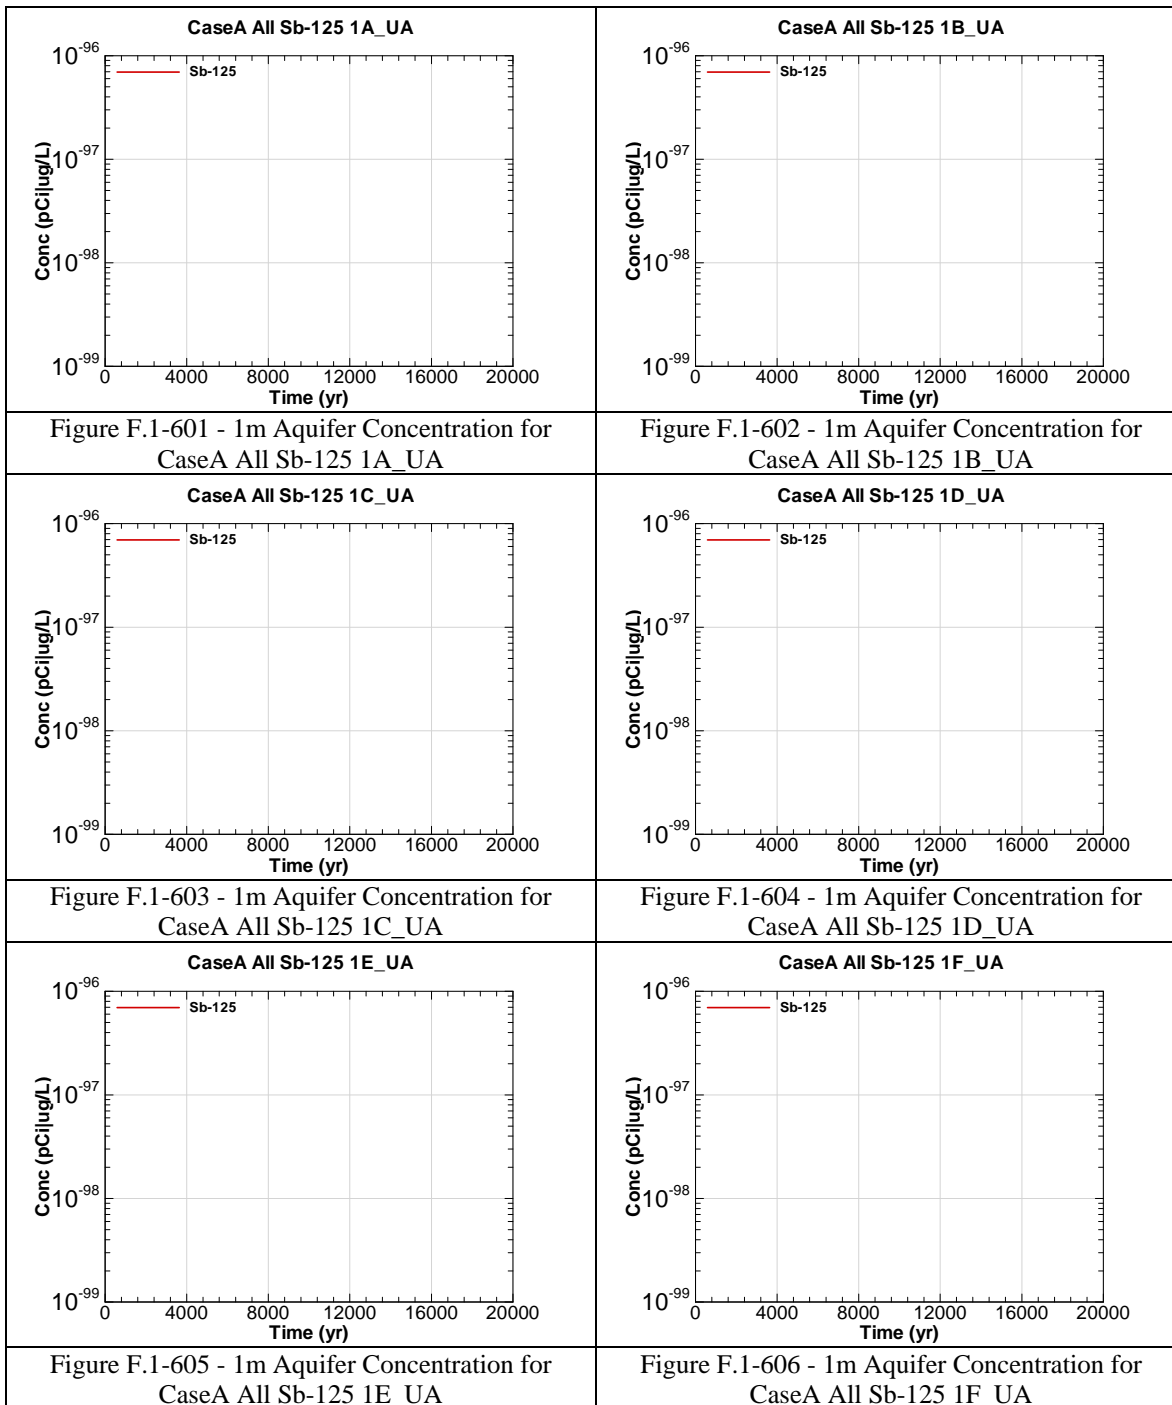 CaseA All Sb-125 1A_UA
Sb-125
Conc (pCi|ug/L)
10^-96
10^-97
10^-98
10^-99
0 4000 8000 12000 16000 20000
Time (yr)
Figure F.1-601 - 1m Aquifer Concentration for
CaseA All Sb-125 1A_UA
CaseA All Sb-125 1B_UA
Sb-125
Conc (pCi|ug/L)
10^-96
10^-97
10^-98
10^-99
0 4000 8000 12000 16000 20000
Time (yr)
Figure F.1-602 - 1m Aquifer Concentration for
CaseA All Sb-125 1B_UA
CaseA All Sb-125 1C_UA
Sb-125
Conc (pCi|ug/L)
10^-96
10^-97
10^-98
10^-99
0 4000 8000 12000 16000 20000
Time (yr)
Figure F.1-603 - 1m Aquifer Concentration for
CaseA All Sb-125 1C_UA
CaseA All Sb-125 1D_UA
Sb-125
Conc (pCi|ug/L)
10^-96
10^-97
10^-98
10^-99
0 4000 8000 12000 16000 20000
Time (yr)
Figure F.1-604 - 1m Aquifer Concentration for
CaseA All Sb-125 1D_UA
CaseA All Sb-125 1E_UA
Sb-125
Conc (pCi|ug/L)
10^-96
10^-97
10^-98
10^-99
0 4000 8000 12000 16000 20000
Time (yr)
Figure F.1-605 - 1m Aquifer Concentration for
CaseA All Sb-125 1E_UA
CaseA All Sb-125 1F_UA
Sb-125
Conc (pCi|ug/L)
10^-96
10^-97
10^-98
10^-99
0 4000 8000 12000 16000 20000
Time (yr)
Figure F.1-606 - 1m Aquifer Concentration for
CaseA All Sb-125 1F_UA